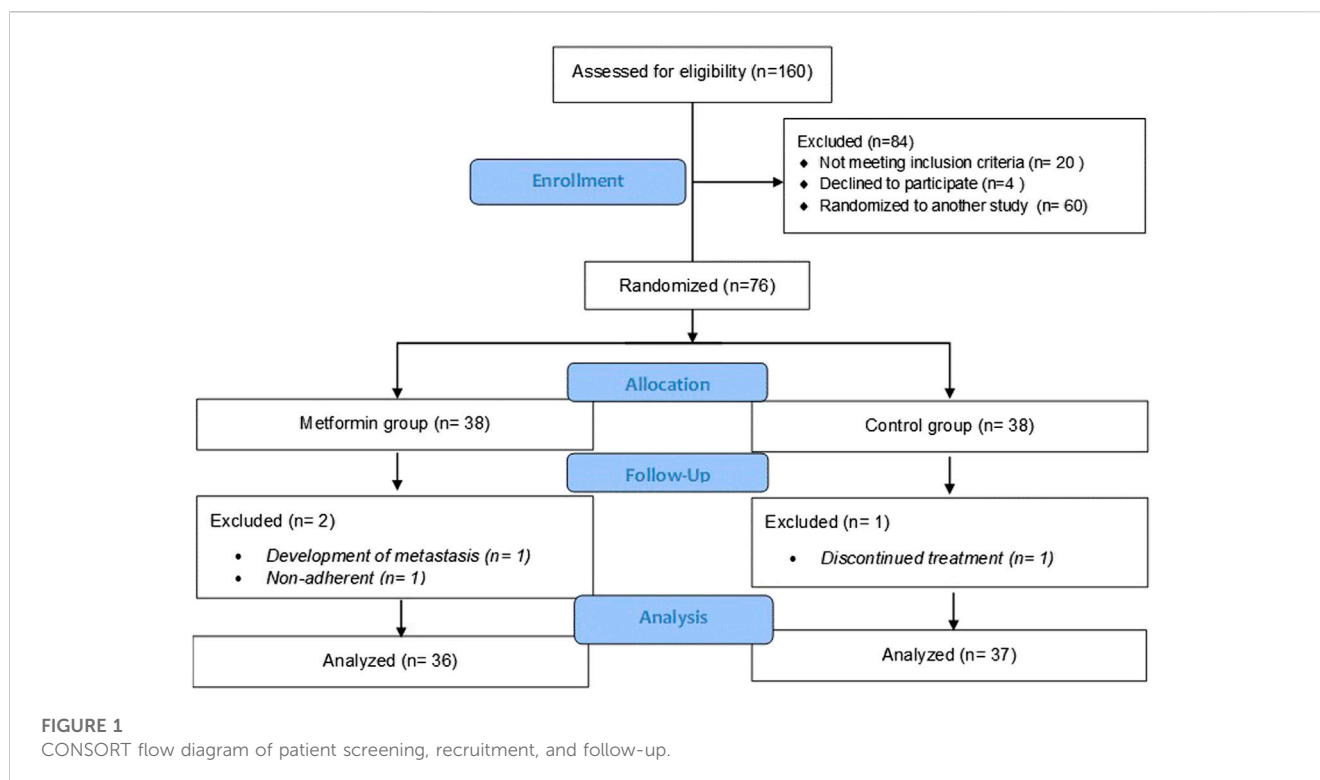 Assessed for eligibility (n=160)
Excluded (n=84)
♦ Not meeting inclusion criteria (n= 20 )
♦ Declined to participate (n=4 )
♦ Randomized to another study (n= 60)
Enrollment
Randomized (n=76)
Allocation
Metformin group (n= 38)
Control group (n= 38)
Follow-Up
Excluded (n= 2)
• Development of metastasis (n= 1)
• Non-adherent (n= 1)
Excluded (n= 1)
• Discontinued treatment (n= 1)
Analysis
Analyzed (n= 36)
Analyzed (n= 37)
FIGURE 1
CONSORT flow diagram of patient screening, recruitment, and follow-up.